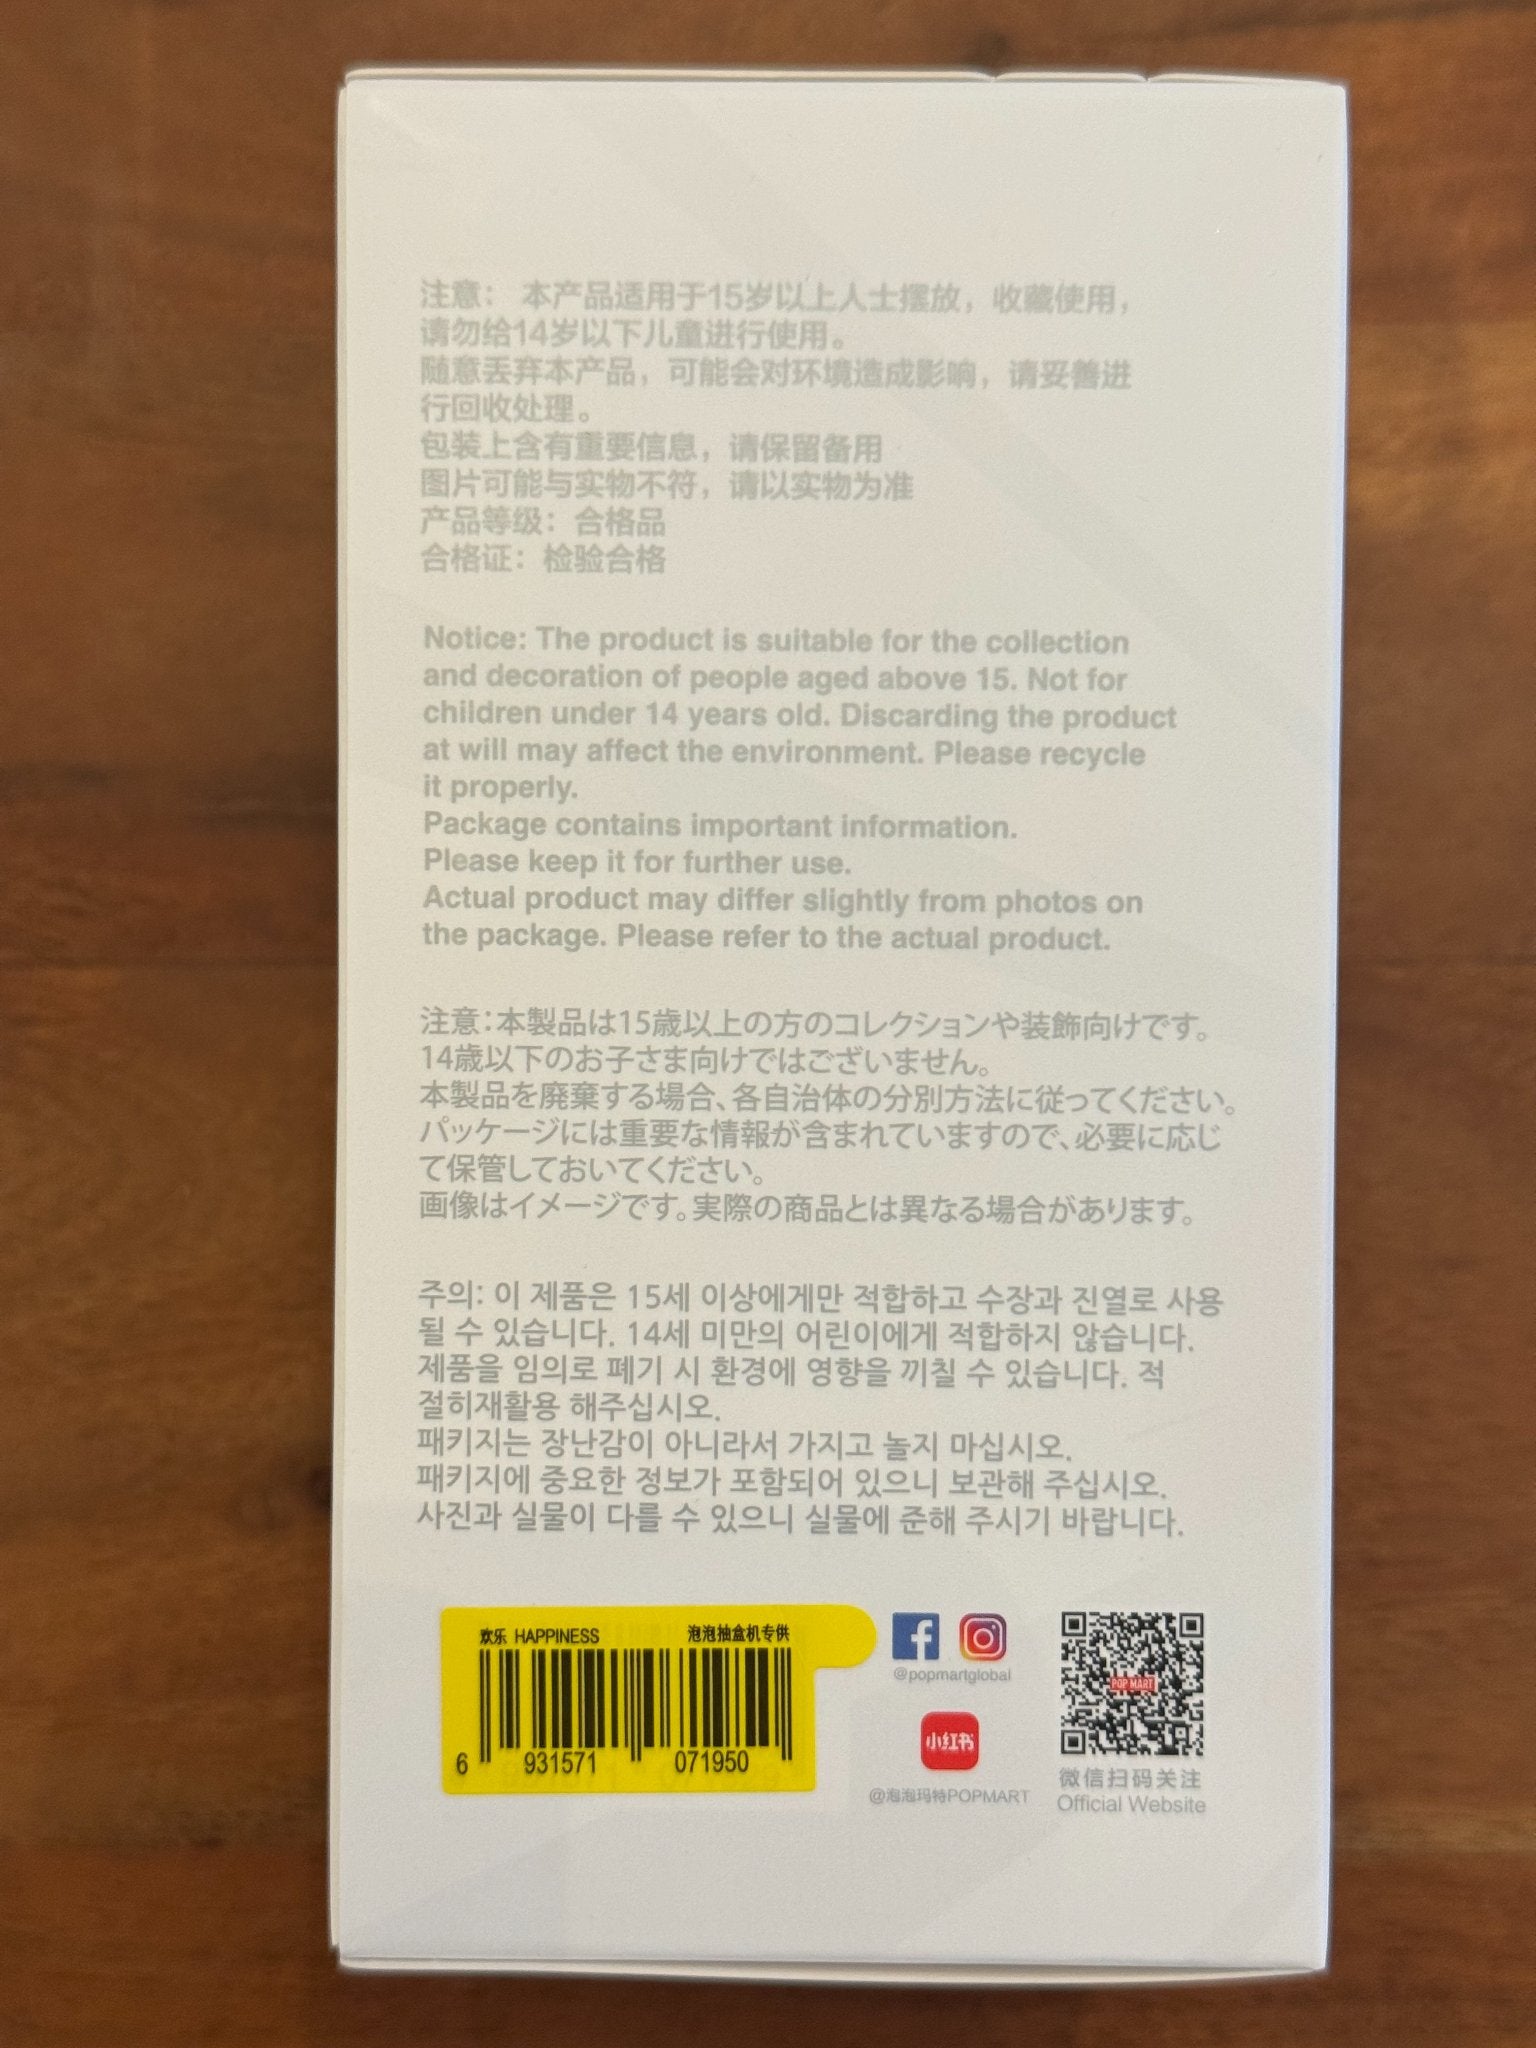 注意： 本产品适用于15岁以上人士摆放，收藏使用，
请勿给14岁以下儿童进行使用。
随意丢弃本产品，可能会对环境造成影响，请妥善进
行回收处理。
包装上含有重要信息，请保留备用
图片可能与实物不符，请以实物为准
产品等级：合格品
合格证：检验合格
Notice: The product is suitable for the collection
and decoration of people aged above 15. Not for
children under 14 years old. Discarding the product
at will may affect the environment. Please recycle
it properly.
Package contains important information.
Please keep it for further use.
Actual product may differ slightly from photos on
the package. Please refer to the actual product.
注意：本製品は15歳以上の方のコレクションや装飾向けです。
14歳以下のお子さま向けではございません。
本製品を廃棄する場合、各自治体の分別方法に従ってください。
パッケージには重要な情報が含まれていますので、必要に応じ
て保管しておいてください。
画像はイメージです。実際の商品とは異なる場合があります。
주의: 이 제품은 15세 이상에게만 적합하고 수장과 진열로 사용
될 수 있습니다. 14세 미만의 어린이에게 적합하지 않습니다.
제품을 임의로 폐기 시 환경에 영향을 끼칠 수 있습니다. 적
절히재활용 해주십시오.
패키지는 장난감이 아니라서 가지고 놀지 마십시오.
패키지에 중요한 정보가 포함되어 있으니 보관해 주십시오.
사진과 실물이 다를 수 있으니 실물에 준해 주시기 바랍니다.
欢乐 HAPPINESS 泡泡抽盒机专供
6 931571 071950
@popmartglobal
小红书
@泡泡玛特POPMART
POP MART
微信扫码关注
Official Website